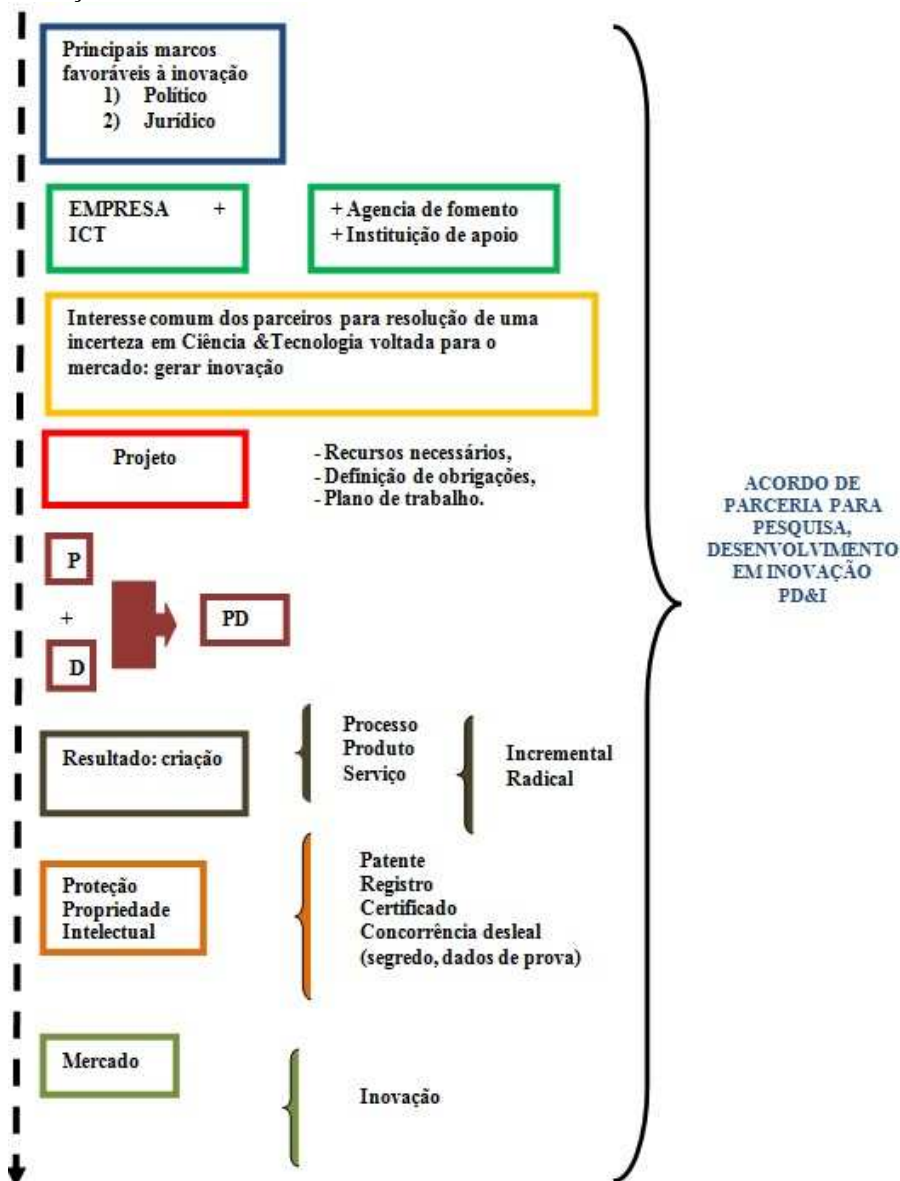 Principais marcos
favoráveis à inovação
1) Político
2) Jurídico
EMPRESA +
ICT
+ Agencia de fomento
+ Instituição de apoio
Interesse comum dos parceiros para resolução de uma
incerteza em Ciência &Tecnologia voltada para o
mercado: gerar inovação
Projeto
- Recursos necessários,
- Definição de obrigações,
- Plano de trabalho.
P
+
D
PD
Resultado: criação
Processo
Produto
Serviço
Incremental
Radical
Proteção
Propriedade
Intelectual
Patente
Registro
Certificado
Concorrência desleal
(segredo, dados de prova)
Mercado
Inovação
ACORDO DE
PARCERIA PARA
PESQUISA,
DESENVOLVIMENTO
EM INOVAÇÃO
PD&I